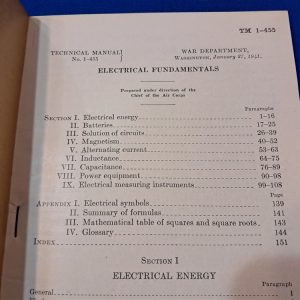 TM 1-455
TECHNICAL MANUAL No. 1-455
WAR DEPARTMENT, WASHINGTON, January 27, 1941.
ELECTRICAL FUNDAMENTALS
Prepared under direction of the
Chief of the Air Corps
Paragraphs
SECTION I. Electrical energy 1–16
II. Batteries 17–25
III. Solution of circuits 26–39
IV. Magnetism 40–52
V. Alternating current 53–63
VI. Inductance 64–75
VII. Capacitance 76–89
VIII. Power equipment 90–98
IX. Electrical measuring instruments 99–108
Page
APPENDIX I. Electrical symbols 139
II. Summary of formulas 141
III. Mathematical table of squares and square roots 143
IV. Glossary 144
INDEX 151
SECTION I
ELECTRICAL ENERGY
Paragraph
General 1